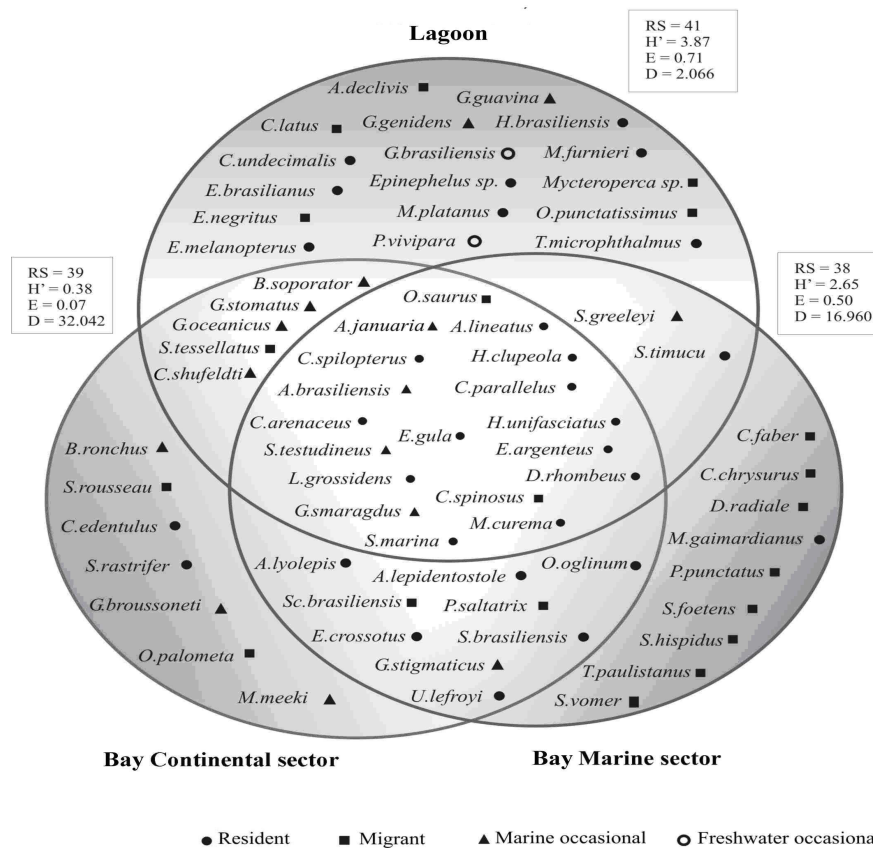 Lagoon
RS = 41
H' = 3.87
E = 0.71
D = 2.066
A.declivis
G.guavina
C.latus
G.genidens
H.brasiliensis
C.undecimalis
G.brasiliensis
M.furnieri
E.brasilianus
Epinephelus sp.
Mycteroperca sp.
E.negritus
M.platanus
O.punctatissimus
E.melanopterus
P.vivipara
T.microphthalmus
RS = 39
H' = 0.38
E = 0.07
D = 32.042
RS = 38
H' = 2.65
E = 0.50
D = 16.960
B.soporator
G.stomatus
O.saurus
G.oceanicus
A.januaria
A.lineatus
S.greeleyi
S.tessellatus
C.spilopterus
H.clupeola
S.timucu
C.shufeldti
A.brasiliensis
C.parallelus
C.arenaceus
E.gula
H.unifasciatus
C.faber
B.ronchus
S.testudineus
E.argenteus
S.rousseau
L.grossidens
D.rhombeus
C.chrysurus
C.edentulus
G.smaragdus
C.spinosus
D.radiale
S.marina
M.curema
M.gaimardianus
S.rastrifer
A.lyolepis
A.lepidentostole
O.oglinum
P.punctatus
G.broussoneti
Sc.brasiliensis
P.saltatrix
S.foetens
O.palometa
E.crossotus
S.brasiliensis
S.hispidus
M.meeki
G.stigmaticus
T.paulistanus
U.lefroyi
S.vomer
Bay Continental sector
Bay Marine sector
Resident
Migrant
Marine occasional
Freshwater occasiona